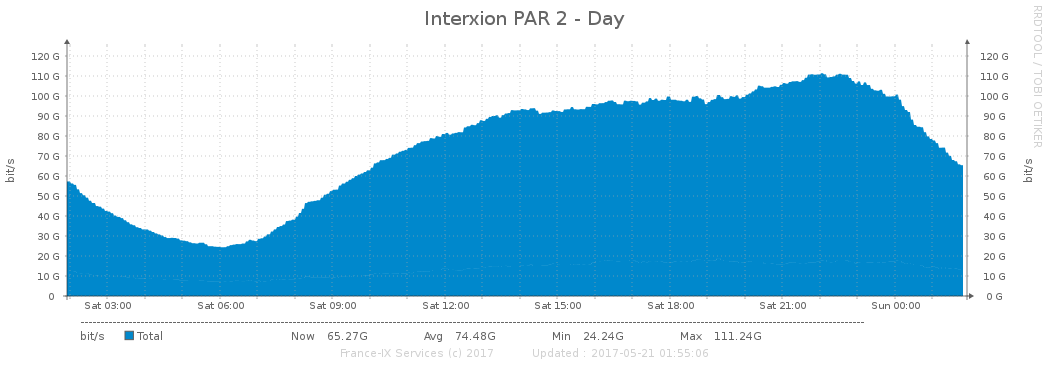 Interxion PAR 2 - Day
RRDTOOL / TOBI OETIKER
bit/s
bit/s
120 G 120 G
110 G 110 G
100 G 100 G
90 G 90 G
80 G 80 G
70 G 70 G
60 G 60 G
50 G 50 G
40 G 40 G
30 G 30 G
20 G 20 G
10 G 10 G
0 0 G
Sat 03:00 Sat 06:00 Sat 09:00 Sat 12:00 Sat 15:00 Sat 18:00 Sat 21:00 Sun 00:00
bit/s Total Now 65.27G Avg 74.48G Min 24.24G Max 111.24G
France-IX Services (c) 2017 Updated : 2017-05-21 01:55:06